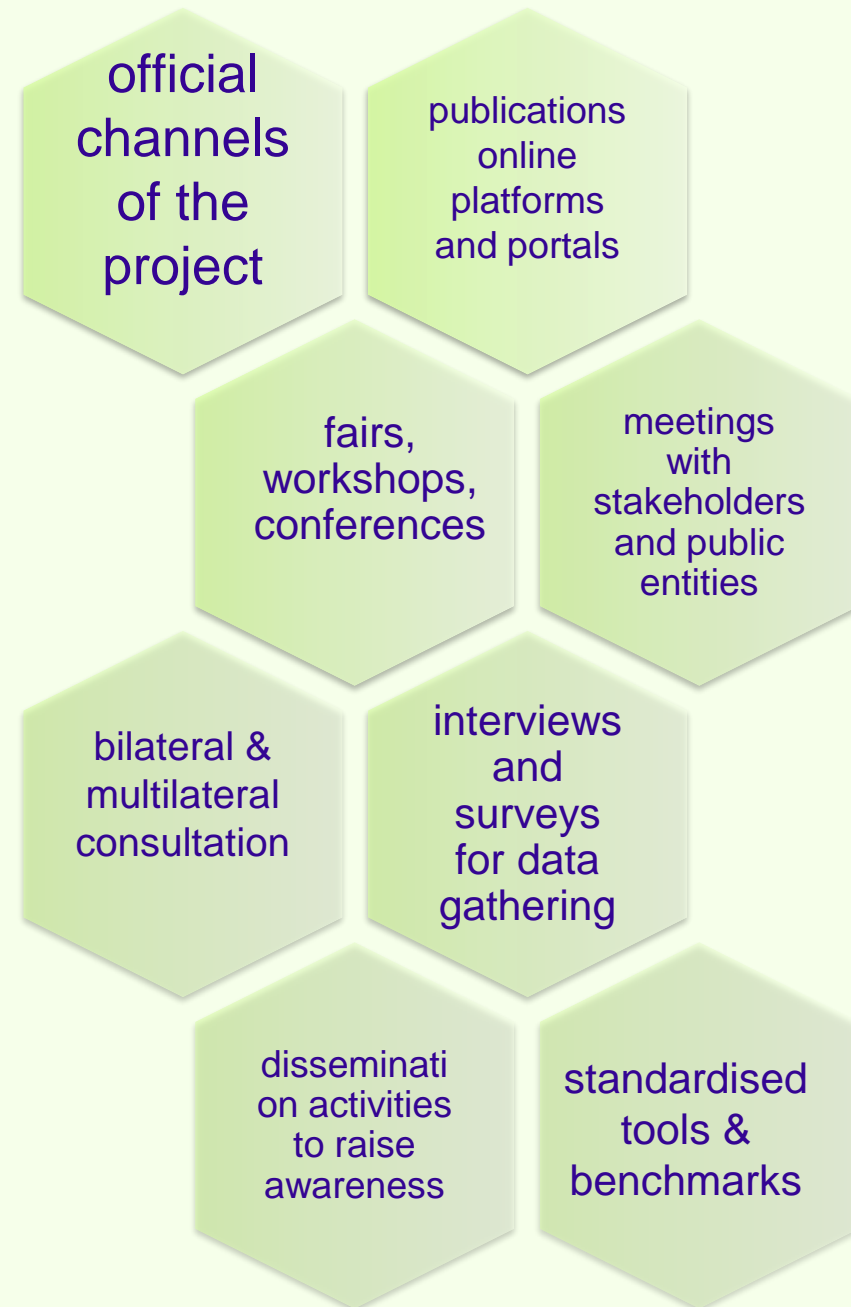 official
channels
of the
project
publications
online
platforms
and portals
fairs,
workshops,
conferences
meetings
with
stakeholders
and public
entities
bilateral &
multilateral
consultation
interviews
and
surveys
for data
gathering
disseminati
on activities
to raise
awareness
standardised
tools &
benchmarks